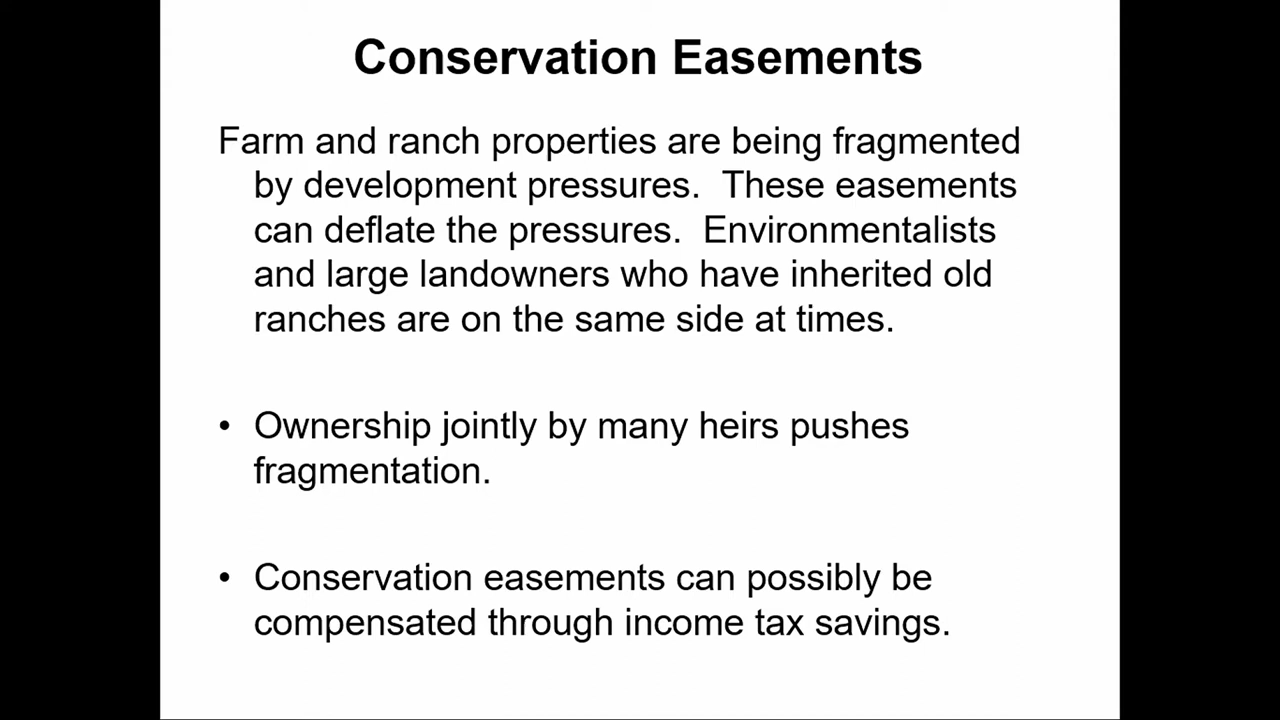 Conservation Easements
Farm and ranch properties are being fragmented
by development pressures.  These easements
can deflate the pressures.  Environmentalists
and large landowners who have inherited old
ranches are on the same side at times.
• Ownership jointly by many heirs pushes
fragmentation.
• Conservation easements can possibly be
compensated through income tax savings.